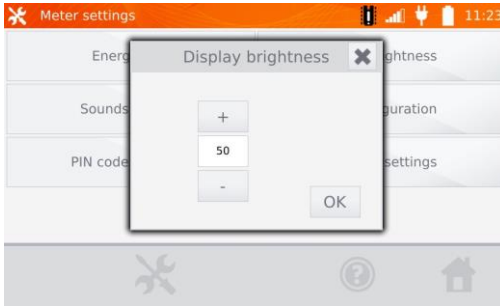 Meter settings 11:23
Display brightness
Energ ghtness
Sounds guration
PIN code settings
+
50
-
OK